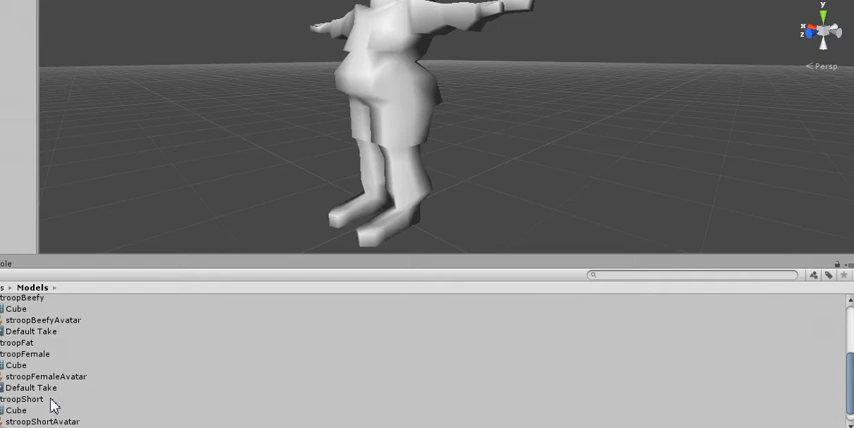 y
x
z
< Persp
ole
s ▸ Models ▸
troopBeefy
Cube
stroopBeefyAvatar
Default Take
troopFat
troopFemale
Cube
stroopFemaleAvatar
Default Take
troopShort
Cube
stroopShortAvatar